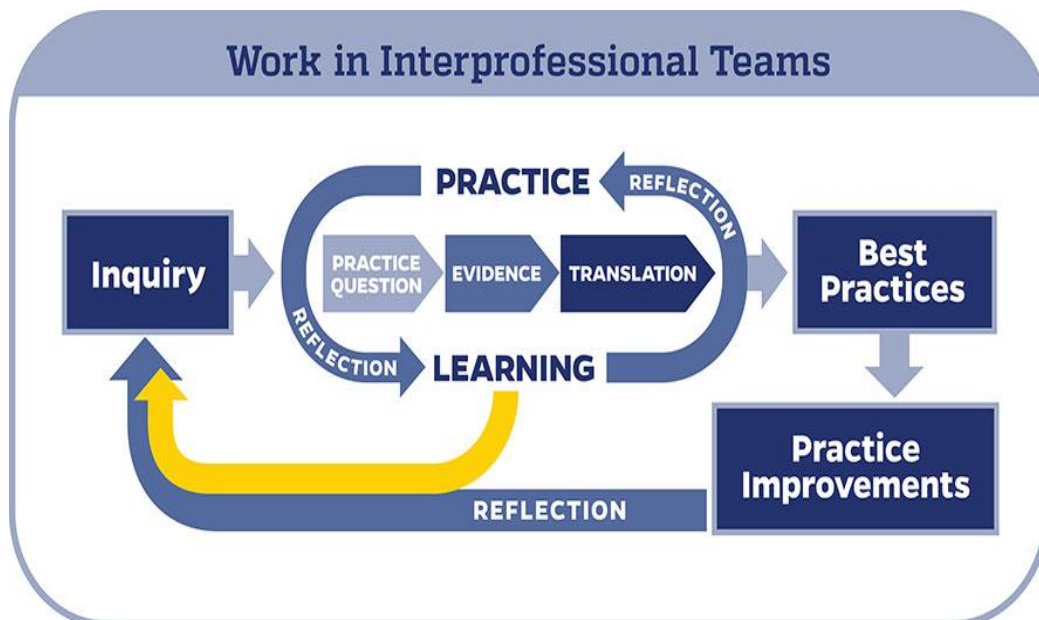 Work in Interprofessional Teams
PRACTICE
REFLECTION
Inquiry
PRACTICE
QUESTION
EVIDENCE
TRANSLATION
Best
Practices
REFLECTION
LEARNING
Practice
Improvements
REFLECTION